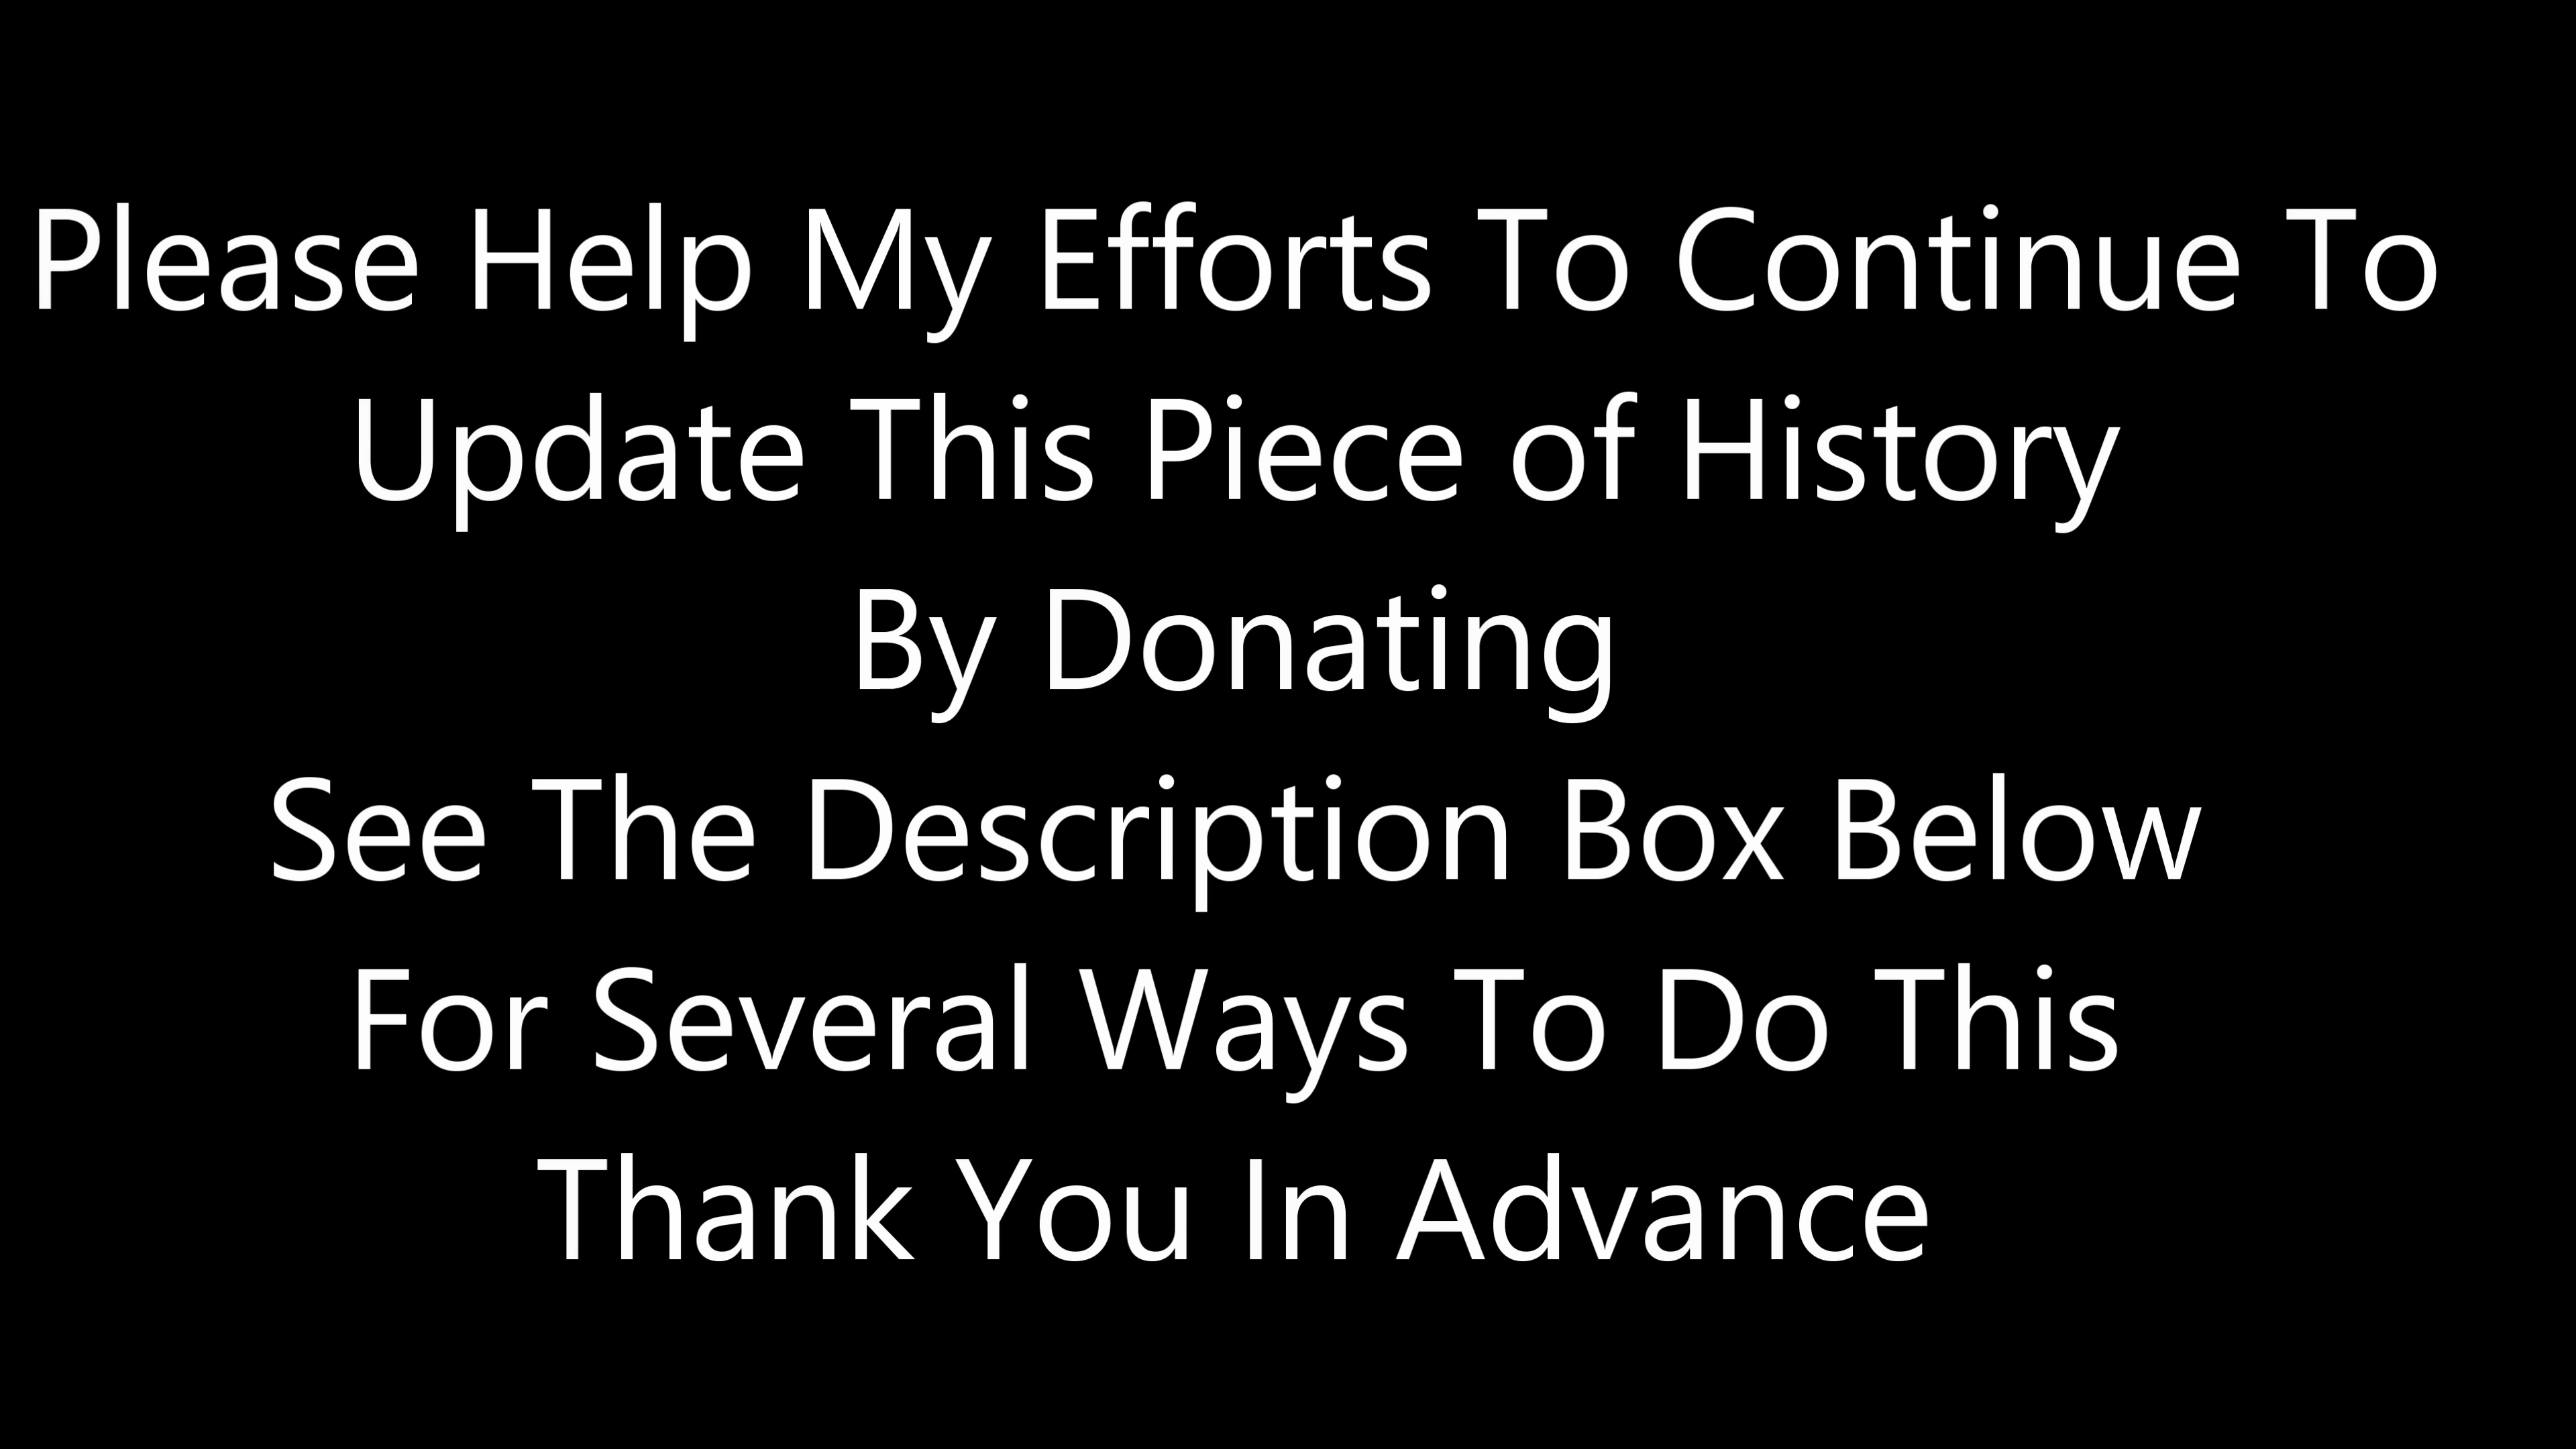 Please Help My Efforts To Continue To
Update This Piece of History
By Donating
See The Description Box Below
For Several Ways To Do This
Thank You In Advance